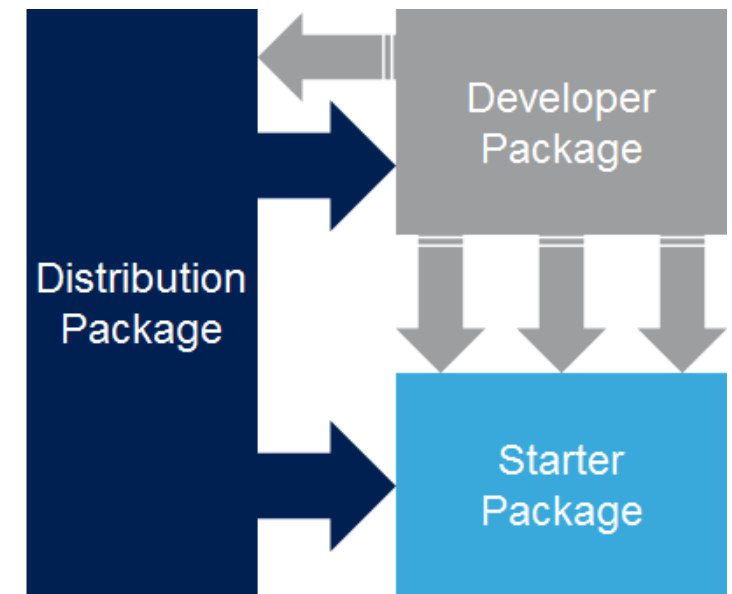 Distribution
Package
Developer
Package
Starter
Package